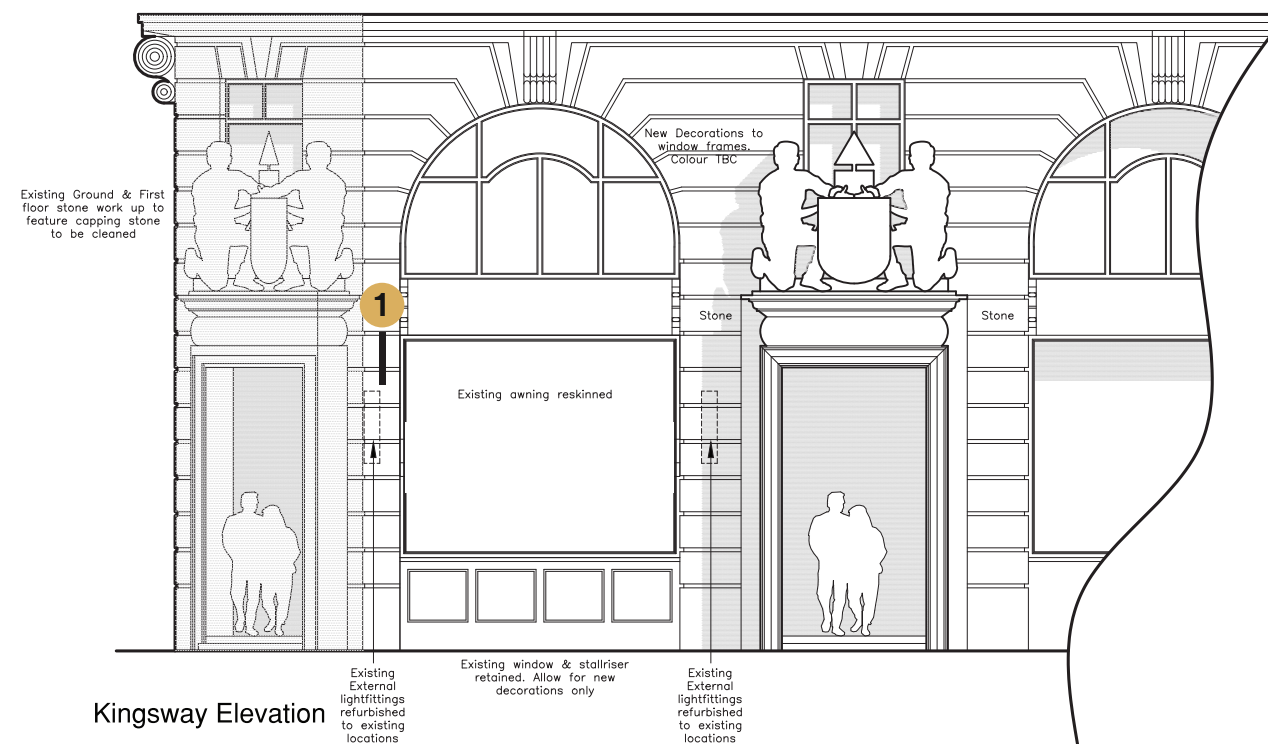 New Decorations to
window frames.
Colour TBC
Existing Ground & First
floor stone work up to
feature capping stone
to be cleaned
1
Stone
Stone
Existing awning reskinned
Existing
External
lightfittings
refurbished
to existing
locations
Existing window & stallriser
retained. Allow for new
decorations only
Existing
External
lightfittings
refurbished
to existing
locations
Kingsway Elevation